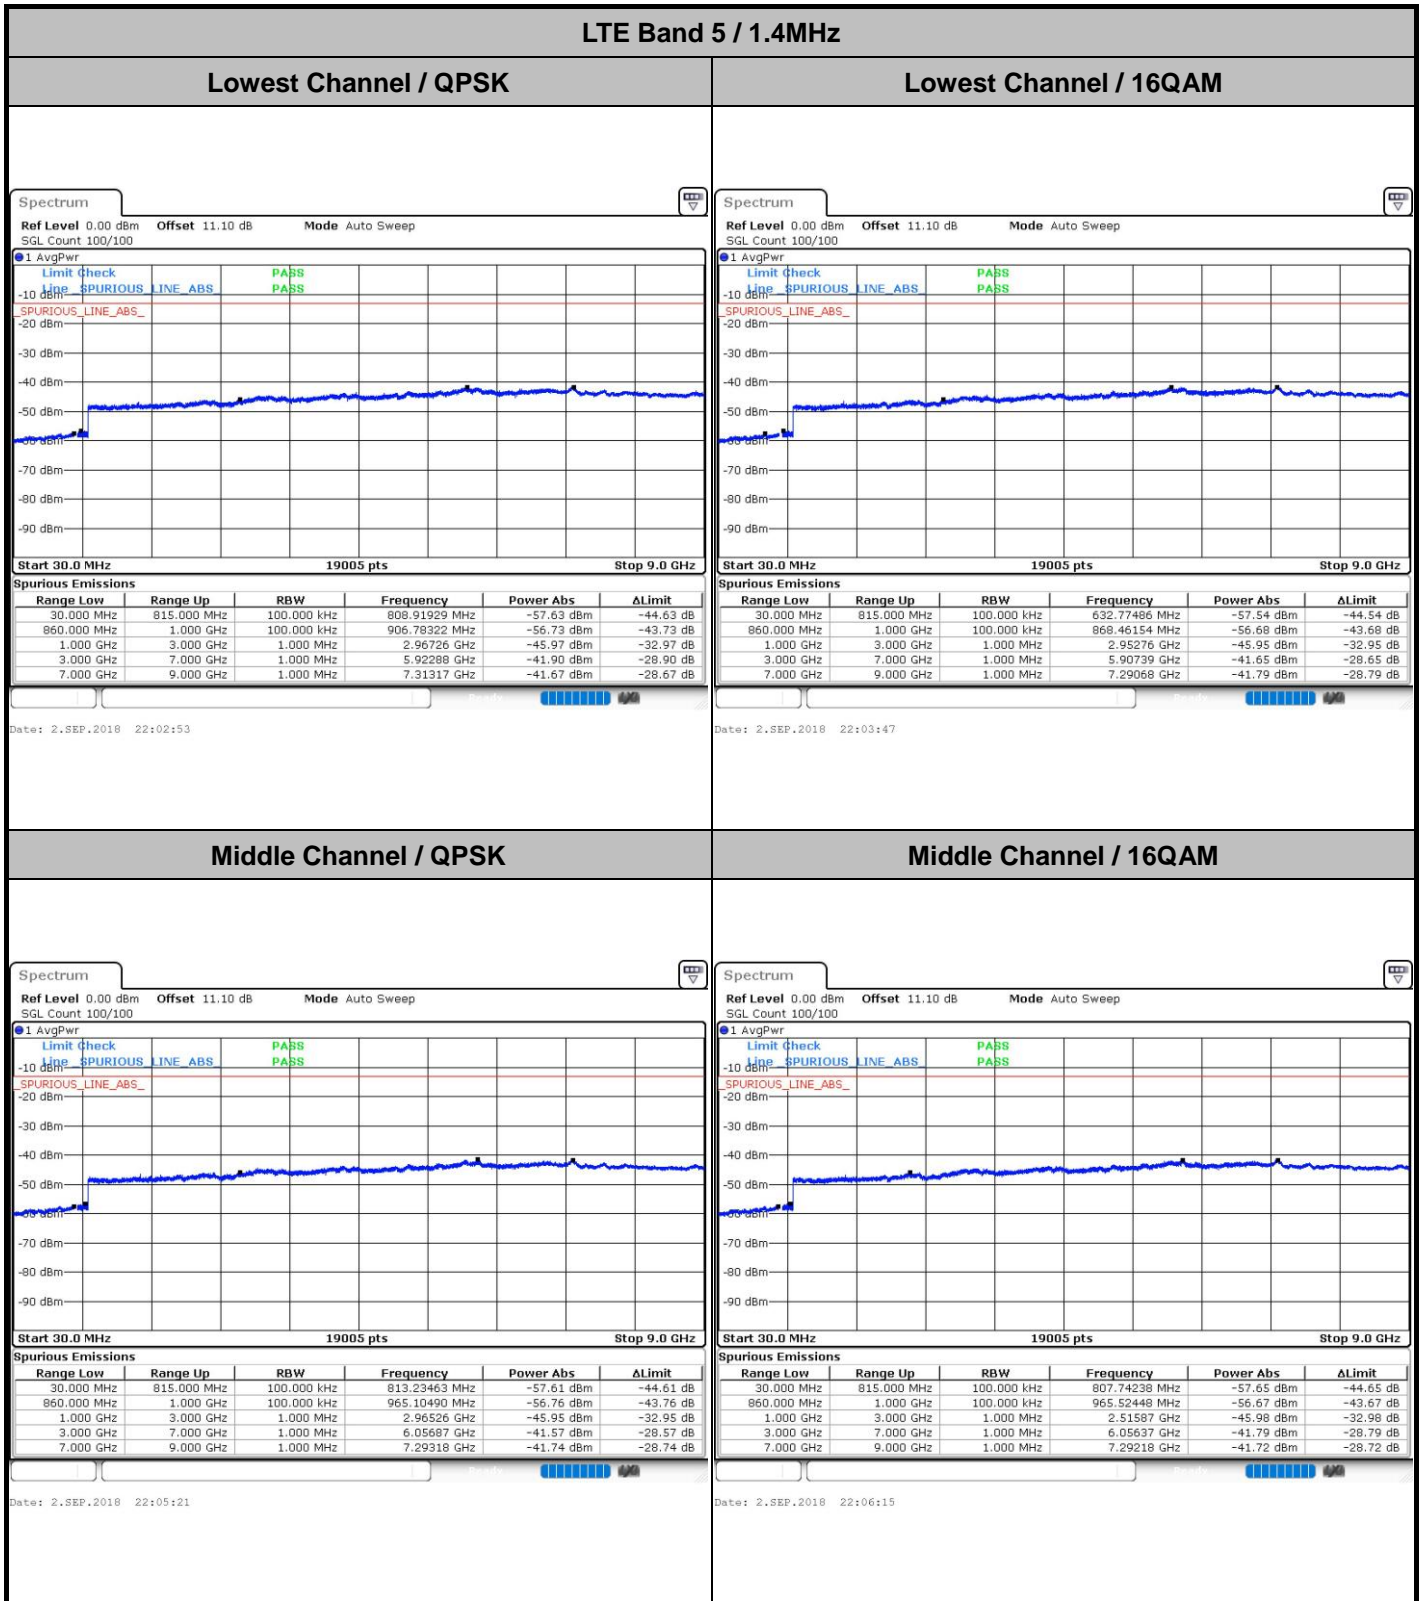 LTE Band 5 / 1.4MHz
Lowest Channel / QPSK
Lowest Channel / 16QAM
Spectrum
Ref Level 0.00 dBm Offset 11.10 dB Mode Auto Sweep
SGL Count 100/100
1 AvgPwr
Limit Check PASS
Line _SPURIOUS_LINE_ABS_ PASS
-10 dBm
_SPURIOUS_LINE_ABS_
-20 dBm
-30 dBm
-40 dBm
-50 dBm
-60 dBm
-70 dBm
-80 dBm
-90 dBm
Start 30.0 MHz 19005 pts Stop 9.0 GHz
Spurious Emissions
Range Low Range Up RBW Frequency Power Abs ΔLimit
30.000 MHz 815.000 MHz 100.000 kHz 808.91929 MHz -57.63 dBm -44.63 dB
860.000 MHz 1.000 GHz 100.000 kHz 906.78322 MHz -56.73 dBm -43.73 dB
1.000 GHz 3.000 GHz 1.000 MHz 2.96726 GHz -45.97 dBm -32.97 dB
3.000 GHz 7.000 GHz 1.000 MHz 5.92288 GHz -41.90 dBm -28.90 dB
7.000 GHz 9.000 GHz 1.000 MHz 7.31317 GHz -41.67 dBm -28.67 dB
Date: 2.SEP.2018 22:02:53
Spectrum
Ref Level 0.00 dBm Offset 11.10 dB Mode Auto Sweep
SGL Count 100/100
1 AvgPwr
Limit Check PASS
Line _SPURIOUS_LINE_ABS_ PASS
-10 dBm
_SPURIOUS_LINE_ABS_
-20 dBm
-30 dBm
-40 dBm
-50 dBm
-60 dBm
-70 dBm
-80 dBm
-90 dBm
Start 30.0 MHz 19005 pts Stop 9.0 GHz
Spurious Emissions
Range Low Range Up RBW Frequency Power Abs ΔLimit
30.000 MHz 815.000 MHz 100.000 kHz 632.77486 MHz -57.54 dBm -44.54 dB
860.000 MHz 1.000 GHz 100.000 kHz 868.46154 MHz -56.68 dBm -43.68 dB
1.000 GHz 3.000 GHz 1.000 MHz 2.95276 GHz -45.95 dBm -32.95 dB
3.000 GHz 7.000 GHz 1.000 MHz 5.90739 GHz -41.65 dBm -28.65 dB
7.000 GHz 9.000 GHz 1.000 MHz 7.29068 GHz -41.79 dBm -28.79 dB
Date: 2.SEP.2018 22:03:47
Middle Channel / QPSK
Middle Channel / 16QAM
Spectrum
Ref Level 0.00 dBm Offset 11.10 dB Mode Auto Sweep
SGL Count 100/100
1 AvgPwr
Limit Check PASS
Line _SPURIOUS_LINE_ABS_ PASS
-10 dBm
_SPURIOUS_LINE_ABS_
-20 dBm
-30 dBm
-40 dBm
-50 dBm
-60 dBm
-70 dBm
-80 dBm
-90 dBm
Start 30.0 MHz 19005 pts Stop 9.0 GHz
Spurious Emissions
Range Low Range Up RBW Frequency Power Abs ΔLimit
30.000 MHz 815.000 MHz 100.000 kHz 813.23463 MHz -57.61 dBm -44.61 dB
860.000 MHz 1.000 GHz 100.000 kHz 965.10490 MHz -56.76 dBm -43.76 dB
1.000 GHz 3.000 GHz 1.000 MHz 2.96526 GHz -45.95 dBm -32.95 dB
3.000 GHz 7.000 GHz 1.000 MHz 6.05687 GHz -41.57 dBm -28.57 dB
7.000 GHz 9.000 GHz 1.000 MHz 7.29318 GHz -41.74 dBm -28.74 dB
Date: 2.SEP.2018 22:05:21
Spectrum
Ref Level 0.00 dBm Offset 11.10 dB Mode Auto Sweep
SGL Count 100/100
1 AvgPwr
Limit Check PASS
Line _SPURIOUS_LINE_ABS_ PASS
-10 dBm
_SPURIOUS_LINE_ABS_
-20 dBm
-30 dBm
-40 dBm
-50 dBm
-60 dBm
-70 dBm
-80 dBm
-90 dBm
Start 30.0 MHz 19005 pts Stop 9.0 GHz
Spurious Emissions
Range Low Range Up RBW Frequency Power Abs ΔLimit
30.000 MHz 815.000 MHz 100.000 kHz 807.74238 MHz -57.65 dBm -44.65 dB
860.000 MHz 1.000 GHz 100.000 kHz 965.52448 MHz -56.67 dBm -43.67 dB
1.000 GHz 3.000 GHz 1.000 MHz 2.51587 GHz -45.98 dBm -32.98 dB
3.000 GHz 7.000 GHz 1.000 MHz 6.05637 GHz -41.79 dBm -28.79 dB
7.000 GHz 9.000 GHz 1.000 MHz 7.29218 GHz -41.72 dBm -28.72 dB
Date: 2.SEP.2018 22:06:15